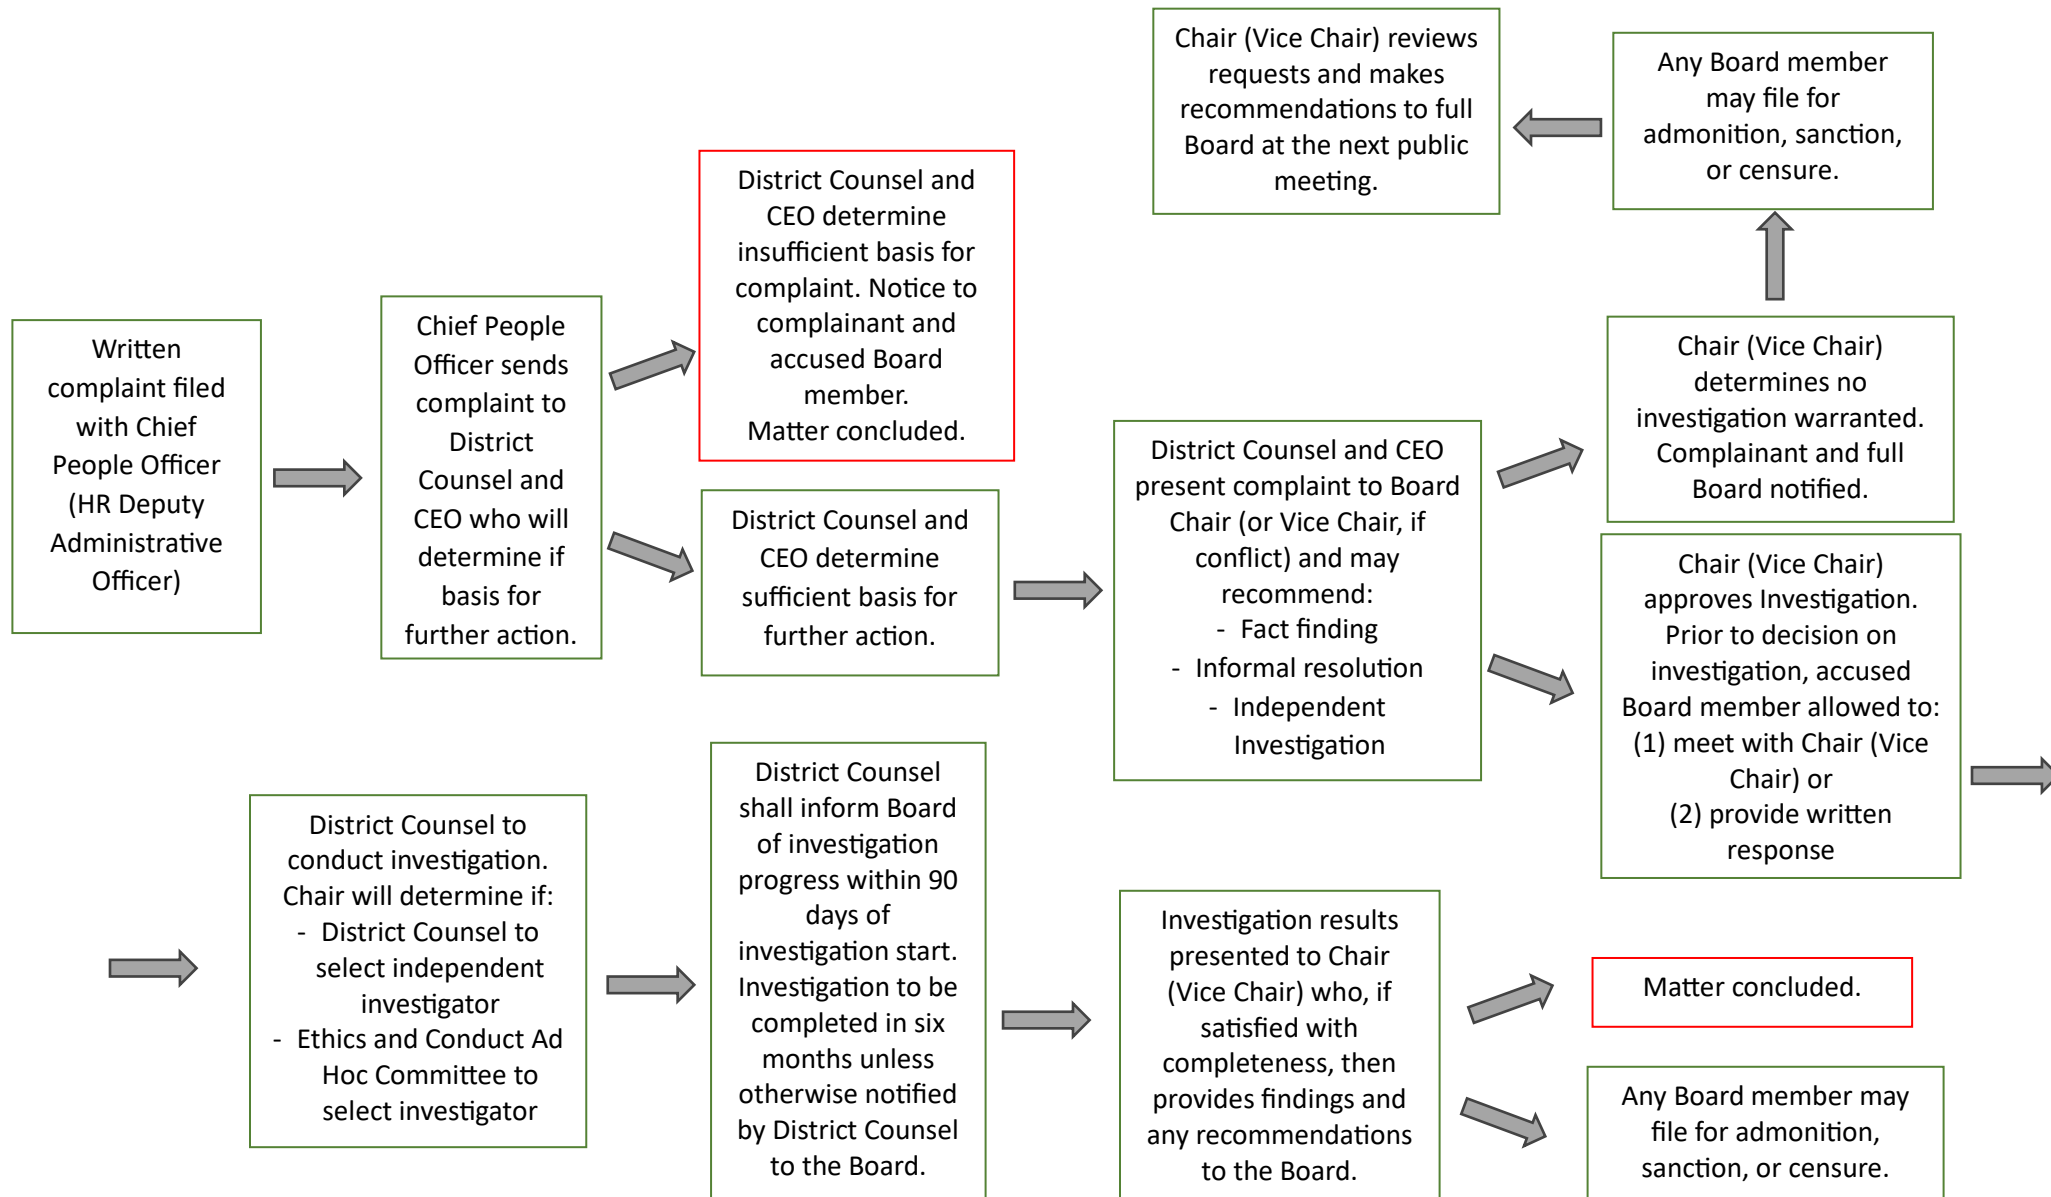 Written
complaint filed
with Chief
People Officer
(HR Deputy
Administrative
Officer)
Chief People
Officer sends
complaint to
District
Counsel and
CEO who will
determine if
basis for
further action.
District Counsel and
CEO determine
insufficient basis for
complaint. Notice to
complainant and
accused Board
member.
Matter concluded.
District Counsel and
CEO determine
sufficient basis for
further action.
District Counsel and CEO
present complaint to Board
Chair (or Vice Chair, if
conflict) and may
recommend:
- Fact finding
- Informal resolution
- Independent
Investigation
Chair (Vice Chair)
determines no
investigation warranted.
Complainant and full
Board notified.
Any Board member
may file for
admonition, sanction,
or censure.
Chair (Vice Chair) reviews
requests and makes
recommendations to full
Board at the next public
meeting.
Chair (Vice Chair)
approves Investigation.
Prior to decision on
investigation, accused
Board member allowed to:
(1) meet with Chair (Vice
Chair) or
(2) provide written
response
District Counsel to
conduct investigation.
Chair will determine if:
- District Counsel to
select independent
investigator
- Ethics and Conduct Ad
Hoc Committee to
select investigator
District Counsel
shall inform Board
of investigation
progress within 90
days of
investigation start.
Investigation to be
completed in six
months unless
otherwise notified
by District Counsel
to the Board.
Investigation results
presented to Chair
(Vice Chair) who, if
satisfied with
completeness, then
provides findings and
any recommendations
to the Board.
Matter concluded.
Any Board member may
file for admonition,
sanction, or censure.